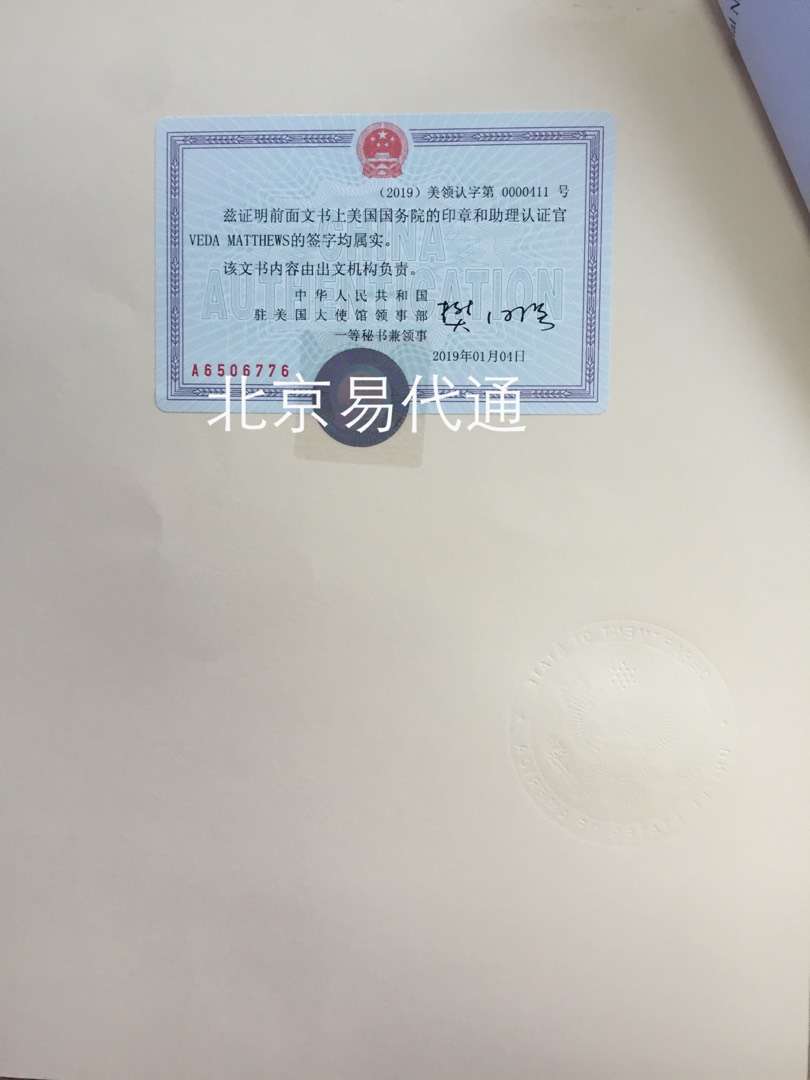 （2019）美领认字第 0000411 号
兹证明前面文书上美国国务院的印章和助理认证官
VEDA MATTHEWS的签字均属实。
该文书内容由出文机构负责。
CHINA
AUTHENTICATION
中华人民共和国
驻美国大使馆领事部
一等秘书兼领事
2019年01月04日
A6506776
北京易代通